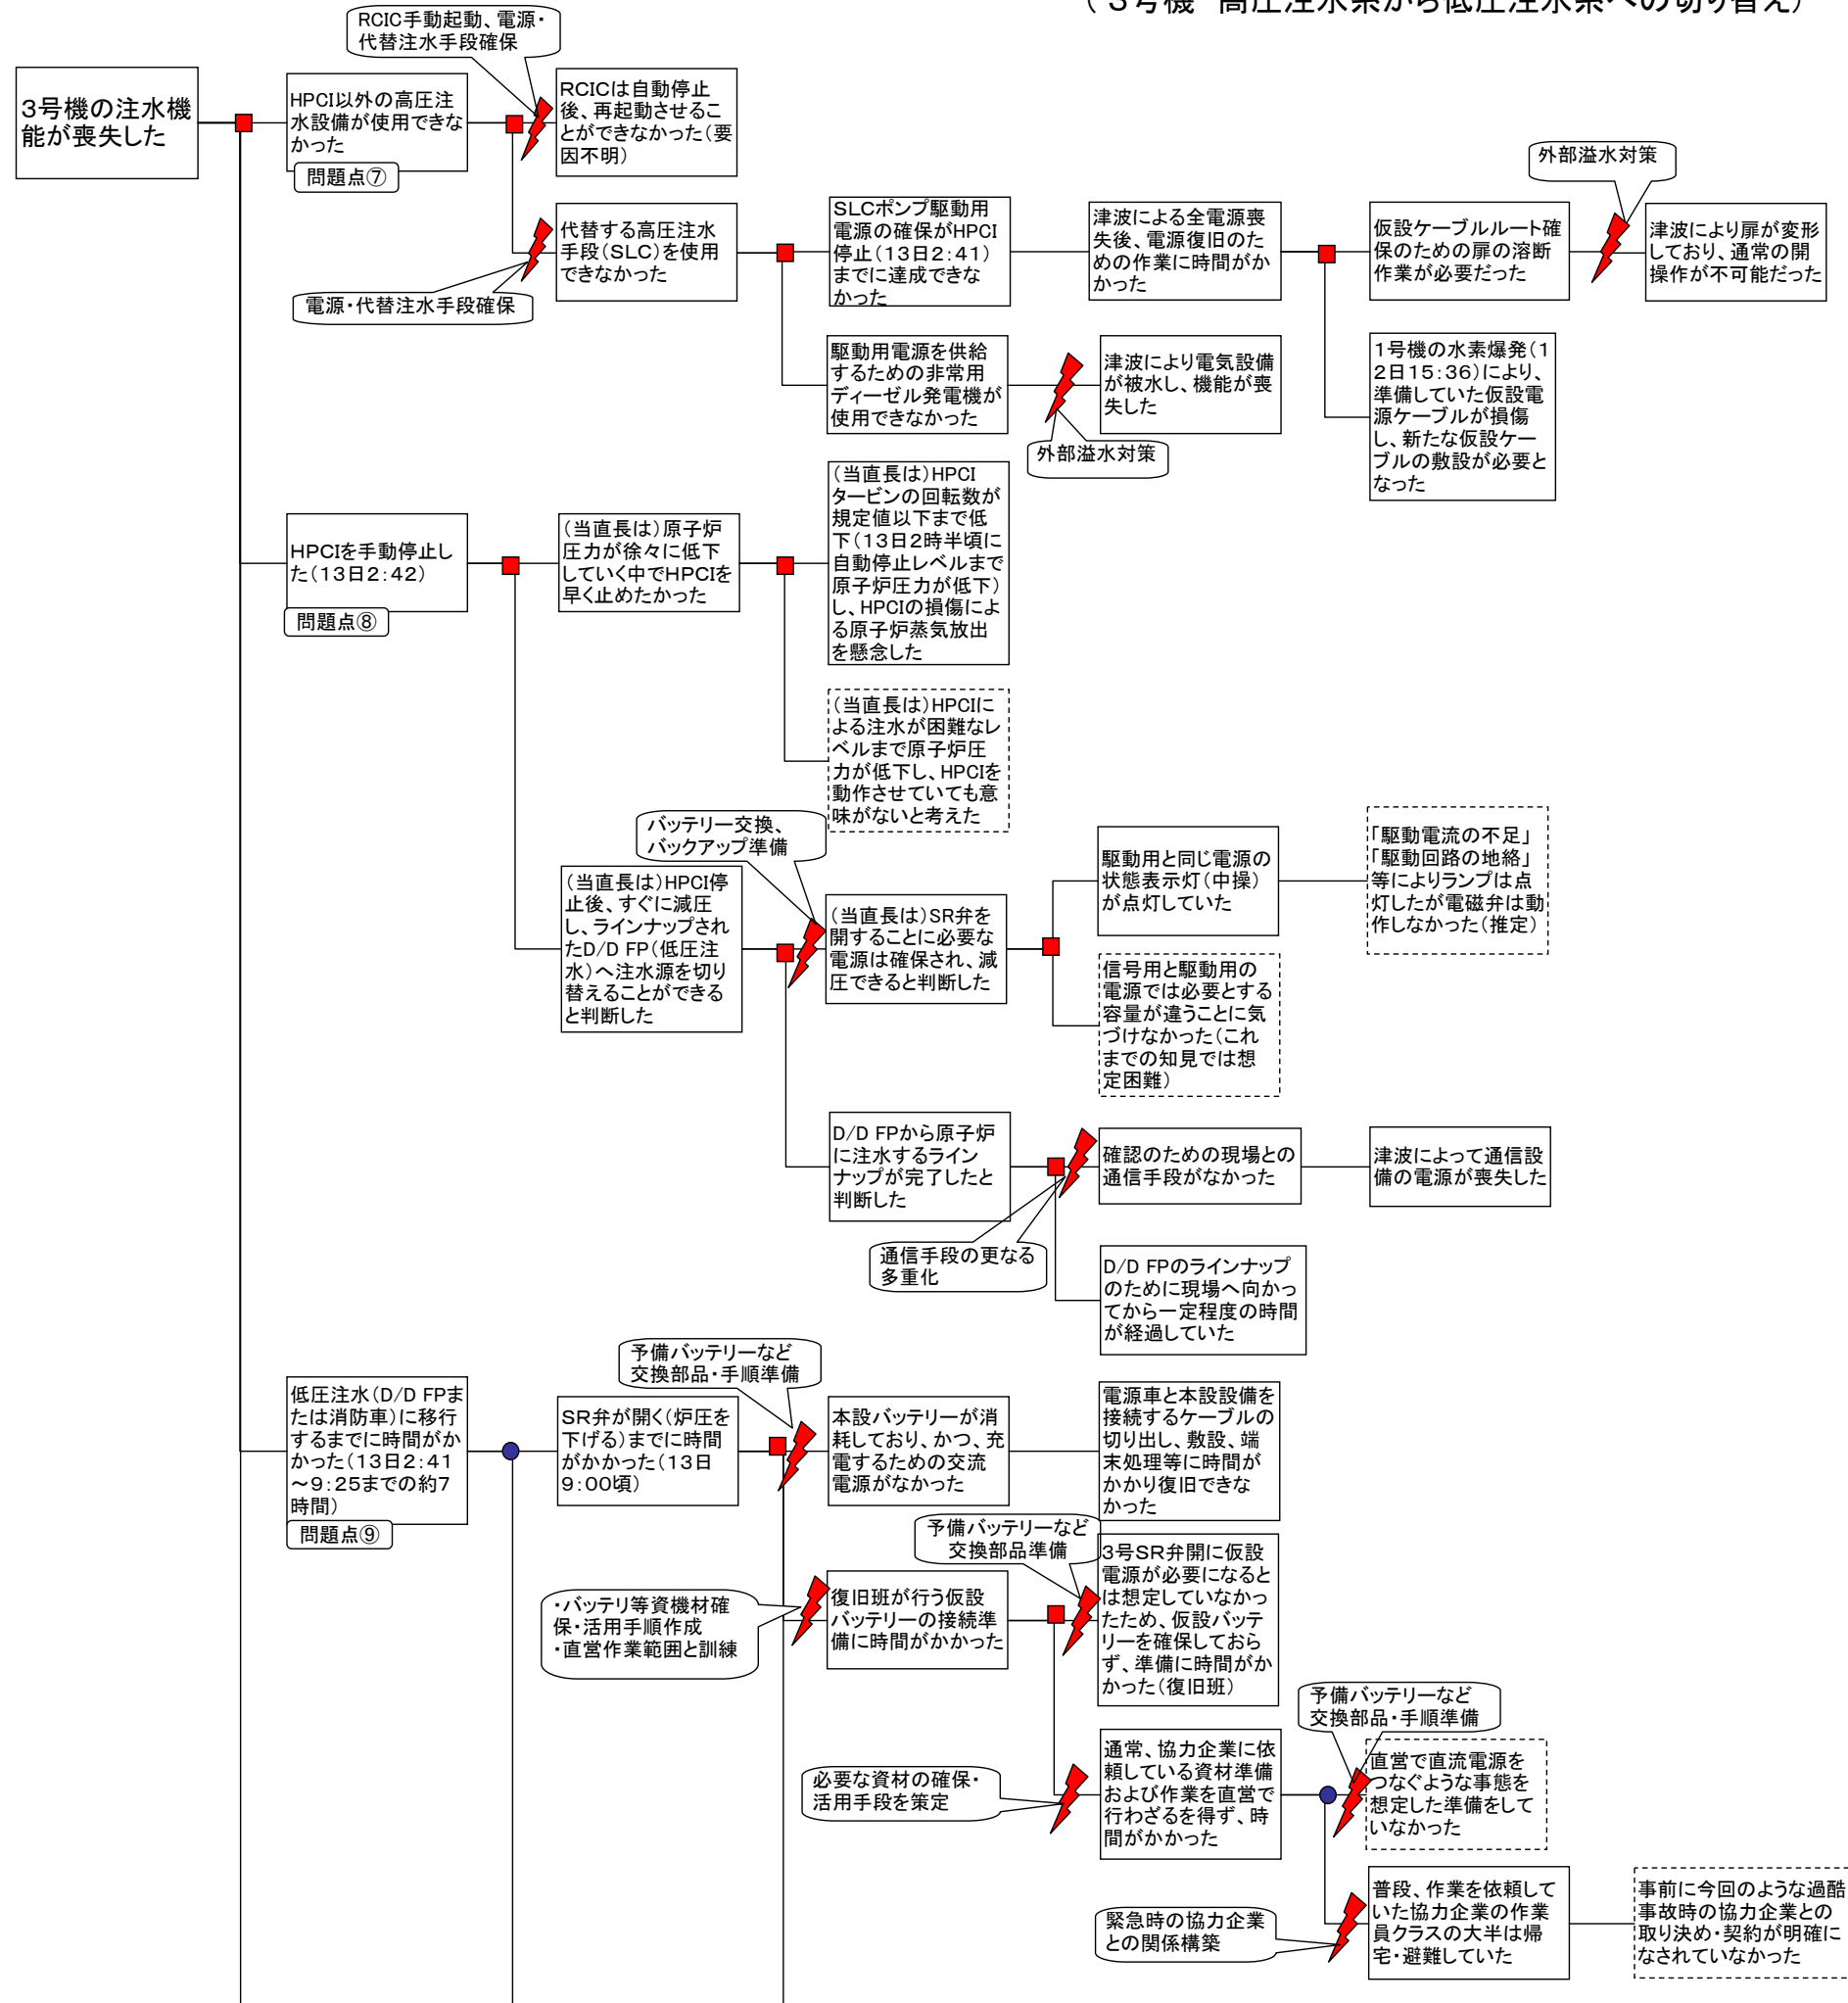 （３号機　高圧注水系から低圧注水系への切り替え）
RCIC手動起動、電源・
代替注水手段確保
３号機の注水機
能が喪失した
HPCI以外の高圧注
水設備が使用できな
かった
問題点⑦
RCICは自動停止
後、再起動させるこ
とができなかった（要
因不明）
外部溢水対策
代替する高圧注水
手段（SLC）を使用
できなかった
電源・代替注水手段確保
SLCポンプ駆動用
電源の確保がHPCI
停止（13日2：41）
までに達成できな
かった
津波による全電源喪
失後、電源復旧のた
めの作業に時間がか
かった
仮設ケーブルルート確
保のための扉の溶断
作業が必要だった
津波により扉が変形
しており、通常の開
操作が不可能だった
駆動用電源を供給
するための非常用
ディーゼル発電機が
使用できなかった
津波により電気設備
が被水し、機能が喪
失した
外部溢水対策
１号機の水素爆発（１
２日15：36）により、
準備していた仮設電
源ケーブルが損傷
し、新たな仮設ケー
ブルの敷設が必要と
なった
HPCIを手動停止し
た（13日2：42）
問題点⑧
（当直長は）原子炉
圧力が徐々に低下
していく中でHPCIを
早く止めたかった
（当直長は）HPCI
タービンの回転数が
規定値以下まで低
下（13日2時半頃に
自動停止レベルまで
原子炉圧力が低下）
し、HPCIの損傷によ
る原子炉蒸気放出
を懸念した
（当直長は）HPCIに
よる注水が困難なレ
ベルまで原子炉圧
力が低下し、HPCIを
動作させていても意
味がないと考えた
バッテリー交換、
バックアップ準備
（当直長は）HPCI停
止後、すぐに減圧
し、ラインナップされ
たD/D FP（低圧注
水）へ注水源を切り
替えることができる
と判断した
（当直長は）SR弁を
開することに必要な
電源は確保され、減
圧できると判断した
駆動用と同じ電源の
状態表示灯（中操）
が点灯していた
「駆動電流の不足」
「駆動回路の地絡」
等によりランプは点
灯したが電磁弁は動
作しなかった（推定）
信号用と駆動用の
電源では必要とする
容量が違うことに気
づけなかった（これ
までの知見では想
定困難）
D/D FPから原子炉
に注水するライン
ナップが完了したと
判断した
確認のための現場との
通信手段がなかった
津波によって通信設
備の電源が喪失した
通信手段の更なる
多重化
D/D FPのラインナップ
のために現場へ向かっ
てから一定程度の時間
が経過していた
低圧注水（D/D FPま
たは消防車）に移行
するまでに時間がか
かった（13日2：41
～9：25までの約7
時間）
問題点⑨
予備バッテリーなど
交換部品・手順準備
SR弁が開く（炉圧を
下げる）までに時間
がかかった（13日
9：00頃）
本設バッテリーが消
耗しており、かつ、充
電するための交流
電源がなかった
電源車と本設設備を
接続するケーブルの
切り出し、敷設、端
末処理等に時間が
かかり復旧できな
かった
予備バッテリーなど
交換部品準備
・バッテリ等資機材確
保・活用手順作成
・直営作業範囲と訓練
復旧班が行う仮設
バッテリーの接続準
備に時間がかかった
3号SR弁開に仮設
電源が必要になると
は想定していなかっ
たため、仮設バッテ
リーを確保しておら
ず、準備に時間がか
かった（復旧班）
必要な資材の確保・
活用手段を策定
通常、協力企業に依
頼している資材準備
および作業を直営で
行わざるを得ず、時
間がかかった
予備バッテリーなど
交換部品・手順準備
直営で直流電源を
つなぐような事態を
想定した準備をして
いなかった
緊急時の協力企業
との関係構築
普段、作業を依頼して
いた協力企業の作業
員クラスの大半は帰
宅・避難していた
事前に今回のような過酷
事故時の協力企業との
取り決め・契約が明確に
なされていなかった